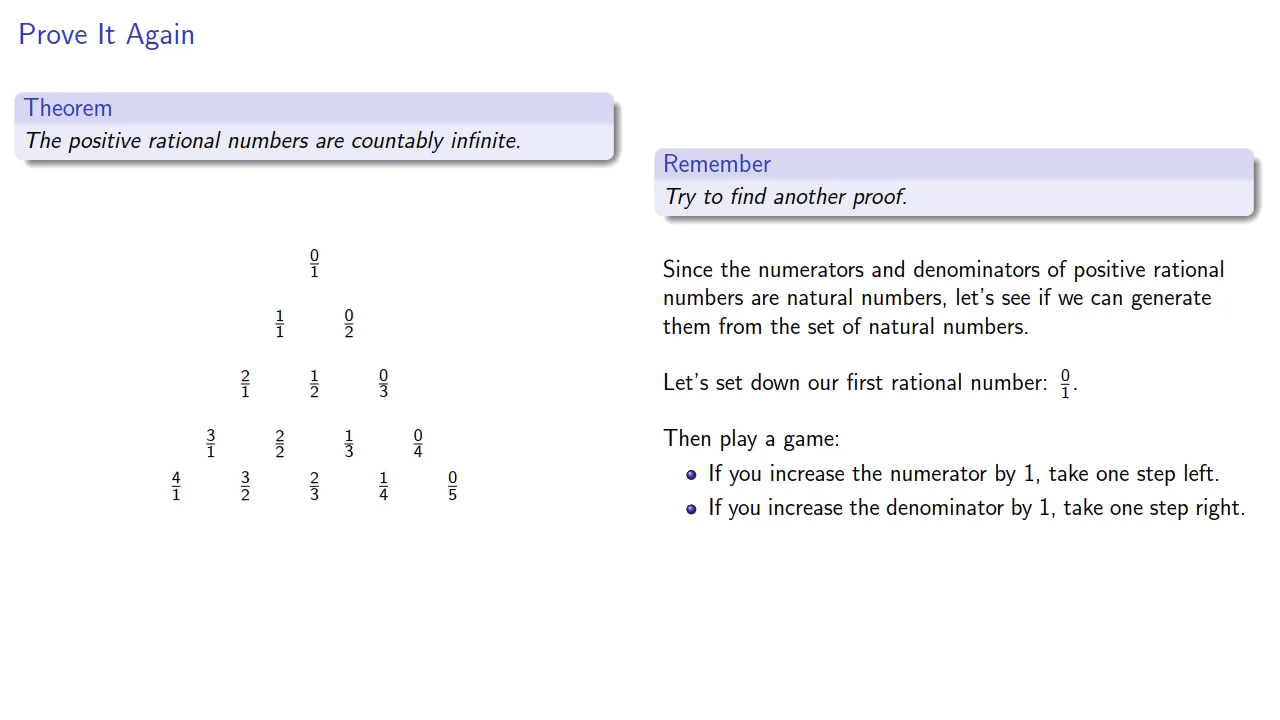 Prove It Again
Theorem
The positive rational numbers are countably infinite.
0/1
1/1 0/2
2/1 1/2 0/3
3/1 2/2 1/3 0/4
4/1 3/2 2/3 1/4 0/5
Remember
Try to find another proof.
Since the numerators and denominators of positive rational
numbers are natural numbers, let's see if we can generate
them from the set of natural numbers.
Let's set down our first rational number: 0/1.
Then play a game:
If you increase the numerator by 1, take one step left.
If you increase the denominator by 1, take one step right.